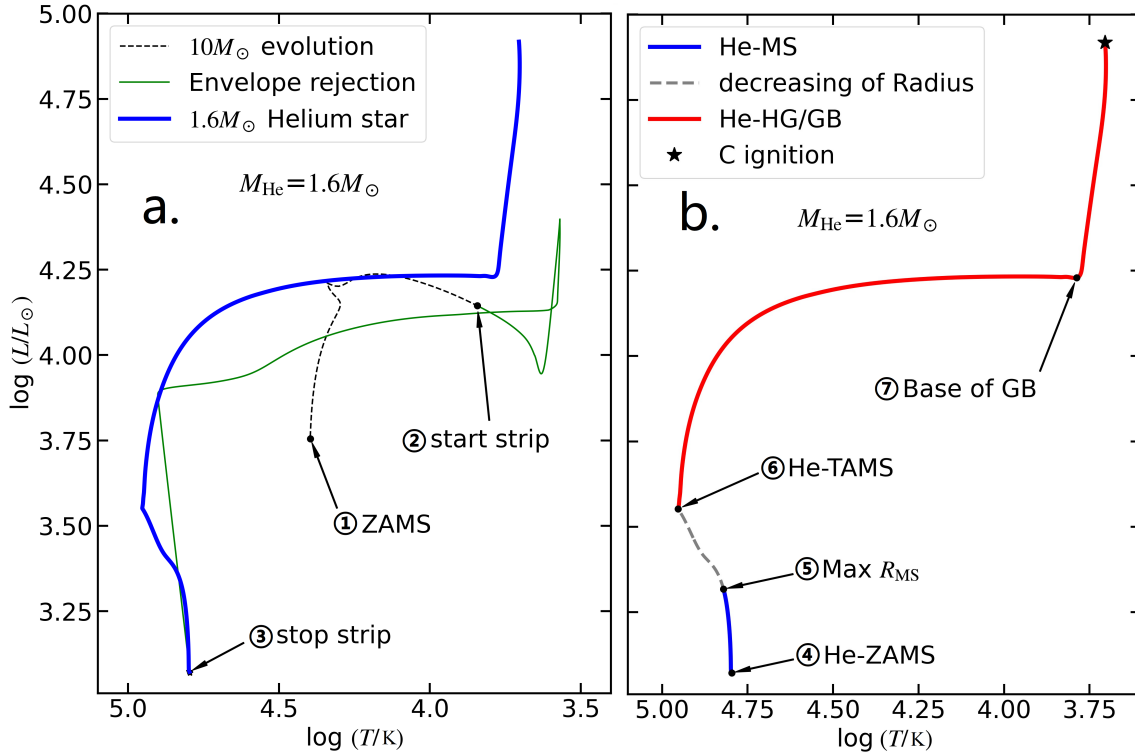 5.00
4.75
4.50
4.25
4.00
3.75
3.50
3.25
log (L/L⊙)
10M⊙ evolution
Envelope rejection
1.6M⊙ Helium star
M_He=1.6M⊙
a.
② start strip
① ZAMS
③ stop strip
5.0 4.5 4.0 3.5
log (T/K)
He-MS
decreasing of Radius
He-HG/GB
C ignition
b.
M_He=1.6M⊙
⑦ Base of GB
⑥ He-TAMS
⑤ Max R_MS
④ He-ZAMS
5.00 4.75 4.50 4.25 4.00 3.75
log (T/K)